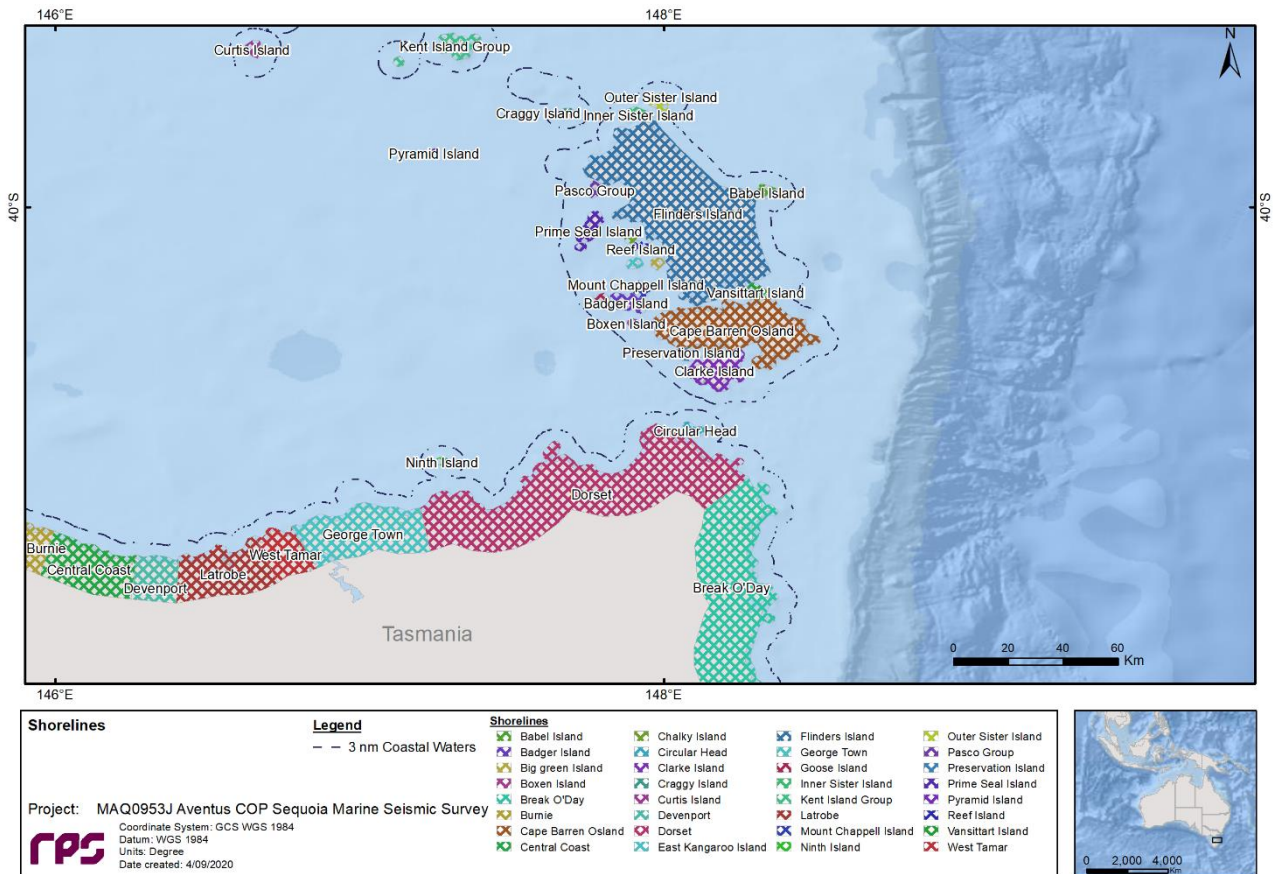 146°E
148°E
N
Curtis Island
Kent Island Group
Outer Sister Island
Craggy Island
Inner Sister Island
Pyramid Island
40°S
40°S
Pasco Group
Babel Island
Flinders Island
Prime Seal Island
Reef Island
Mount Chappell Island
Vansittart Island
Badger Island
Boxen Island
Cape Barren Osland
Preservation Island
Clarke Island
Circular Head
Ninth Island
Dorset
George Town
Burnie
West Tamar
Central Coast
Latrobe
Devenport
Break O'Day
Tasmania
0 20 40 60
Km
146°E
148°E
Shorelines
Legend
3 nm Coastal Waters
Project: MAQ0953J Aventus COP Sequoia Marine Seismic Survey
rps
Coordinate System: GCS WGS 1984
Datum: WGS 1984
Units: Degree
Date created: 4/09/2020
Shorelines
Babel Island
Badger Island
Big green Island
Boxen Island
Break O'Day
Burnie
Cape Barren Osland
Central Coast
Chalky Island
Circular Head
Clarke Island
Craggy Island
Curtis Island
Devenport
Dorset
East Kangaroo Island
Flinders Island
George Town
Goose Island
Inner Sister Island
Kent Island Group
Latrobe
Mount Chappell Island
Ninth Island
Outer Sister Island
Pasco Group
Preservation Island
Prime Seal Island
Pyramid Island
Reef Island
Vansittart Island
West Tamar
0 2,000 4,000
Km